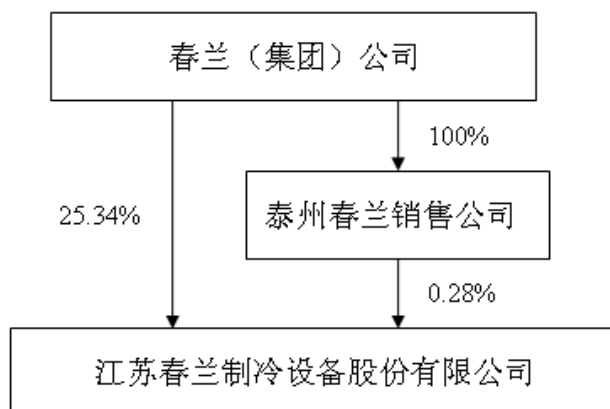 春兰（集团）公司
100%
25.34%
泰州春兰销售公司
0.28%
江苏春兰制冷设备股份有限公司